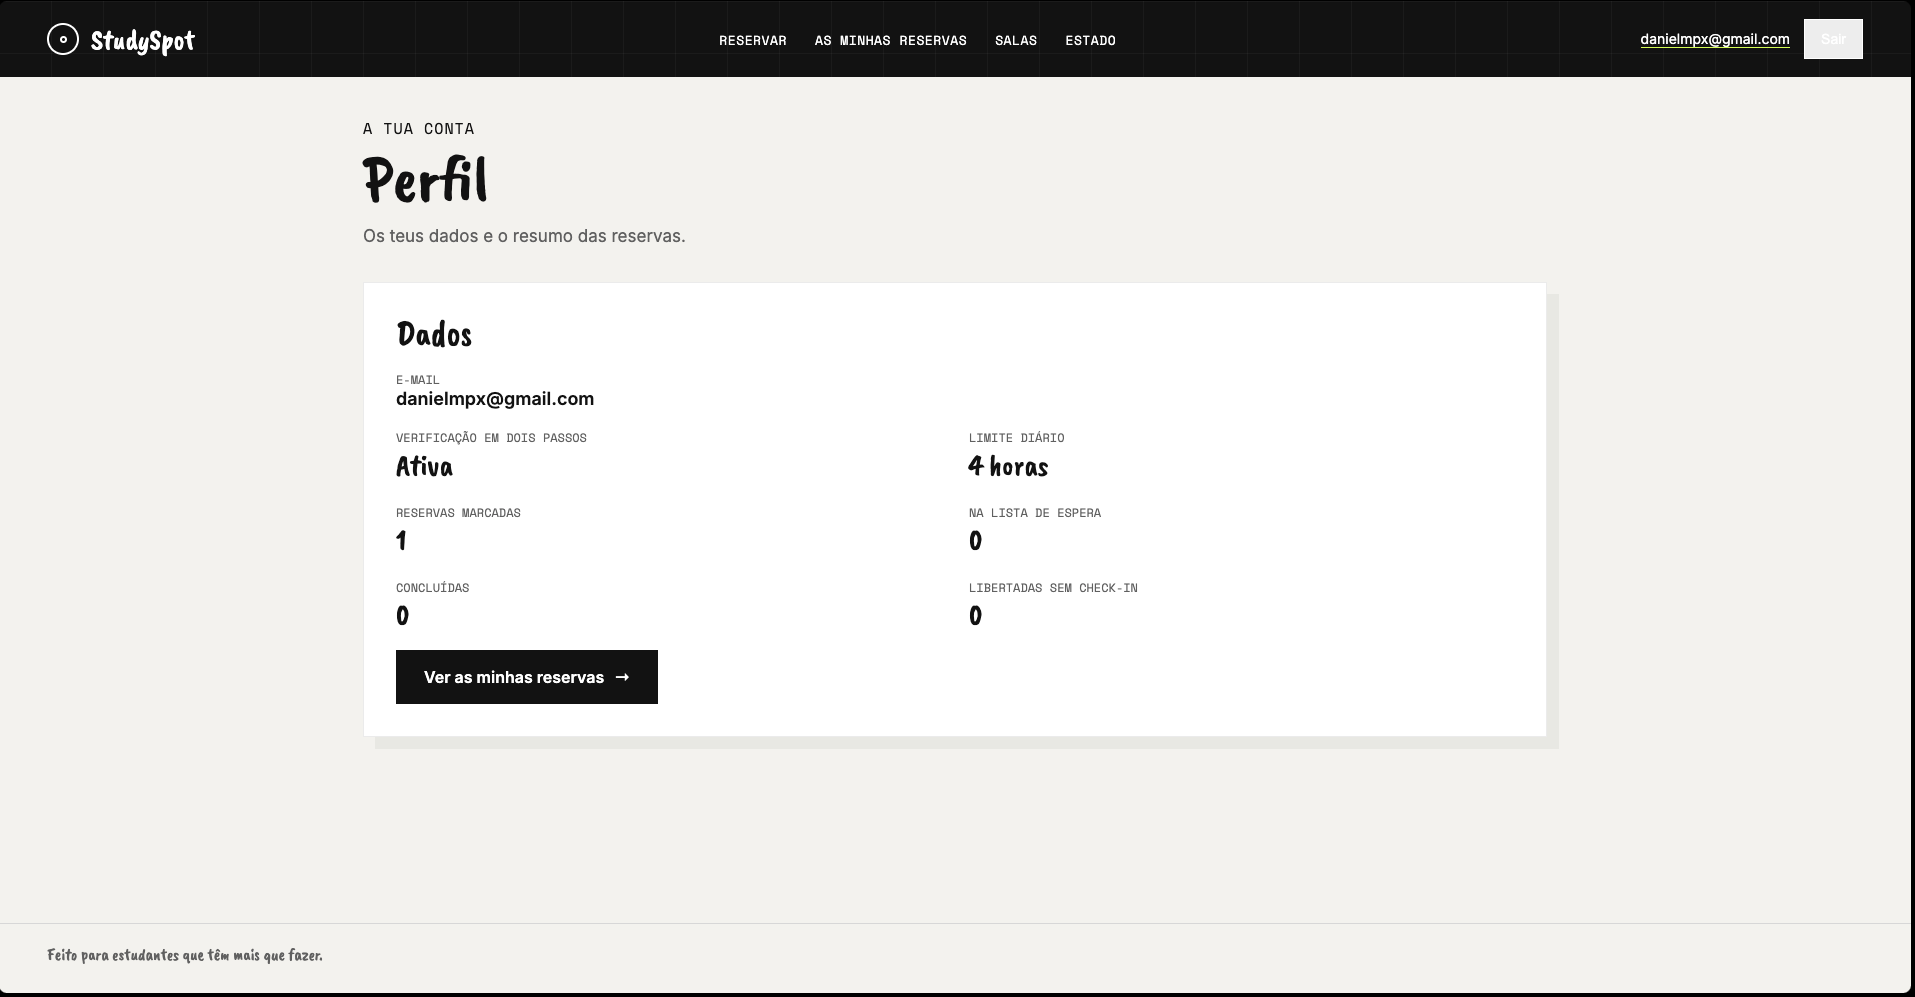 StudySpot
RESERVAR AS MINHAS RESERVAS SALAS ESTADO
danielmpx@gmail.com Sair
A TUA CONTA
Perfil
Os teus dados e o resumo das reservas.
Dados
E-MAIL
danielmpx@gmail.com
VERIFICAÇÃO EM DOIS PASSOS LIMITE DIÁRIO
Ativa 4 horas
RESERVAS MARCADAS NA LISTA DE ESPERA
1 0
CONCLUÍDAS LIBERTADAS SEM CHECK-IN
0 0
Ver as minhas reservas →
Feito para estudantes que têm mais que fazer.